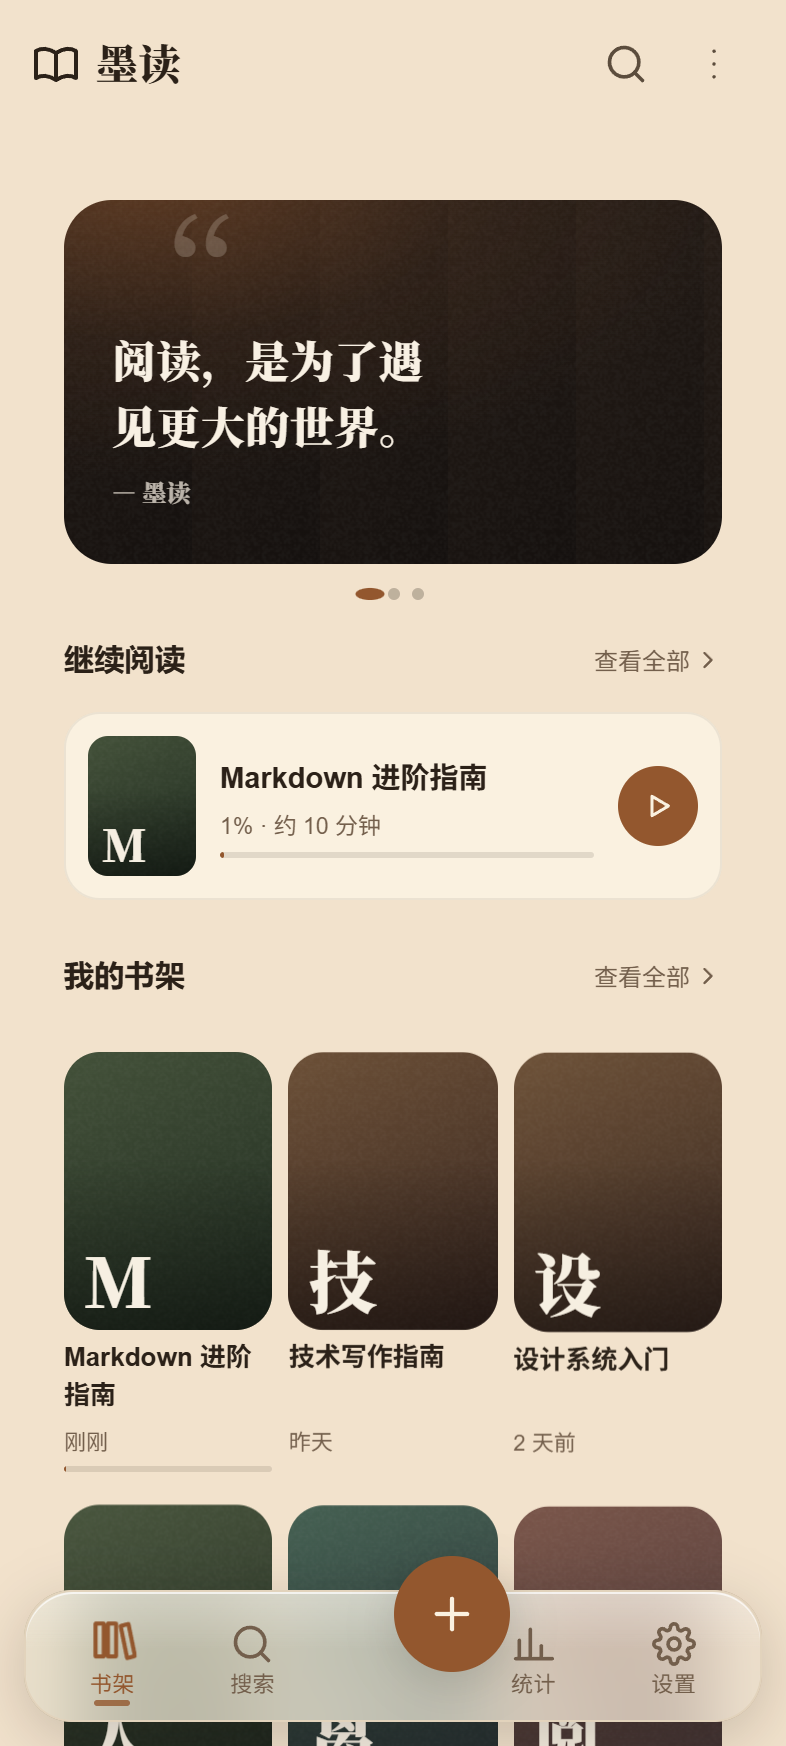 墨读
“
阅读，是为了遇
见更大的世界。
— 墨读
继续阅读
查看全部
M
Markdown 进阶指南
1% · 约 10 分钟
我的书架
查看全部
M
技
设
Markdown 进阶
指南
技术写作指南
设计系统入门
刚刚
昨天
2 天前
书架
搜索
统计
设置